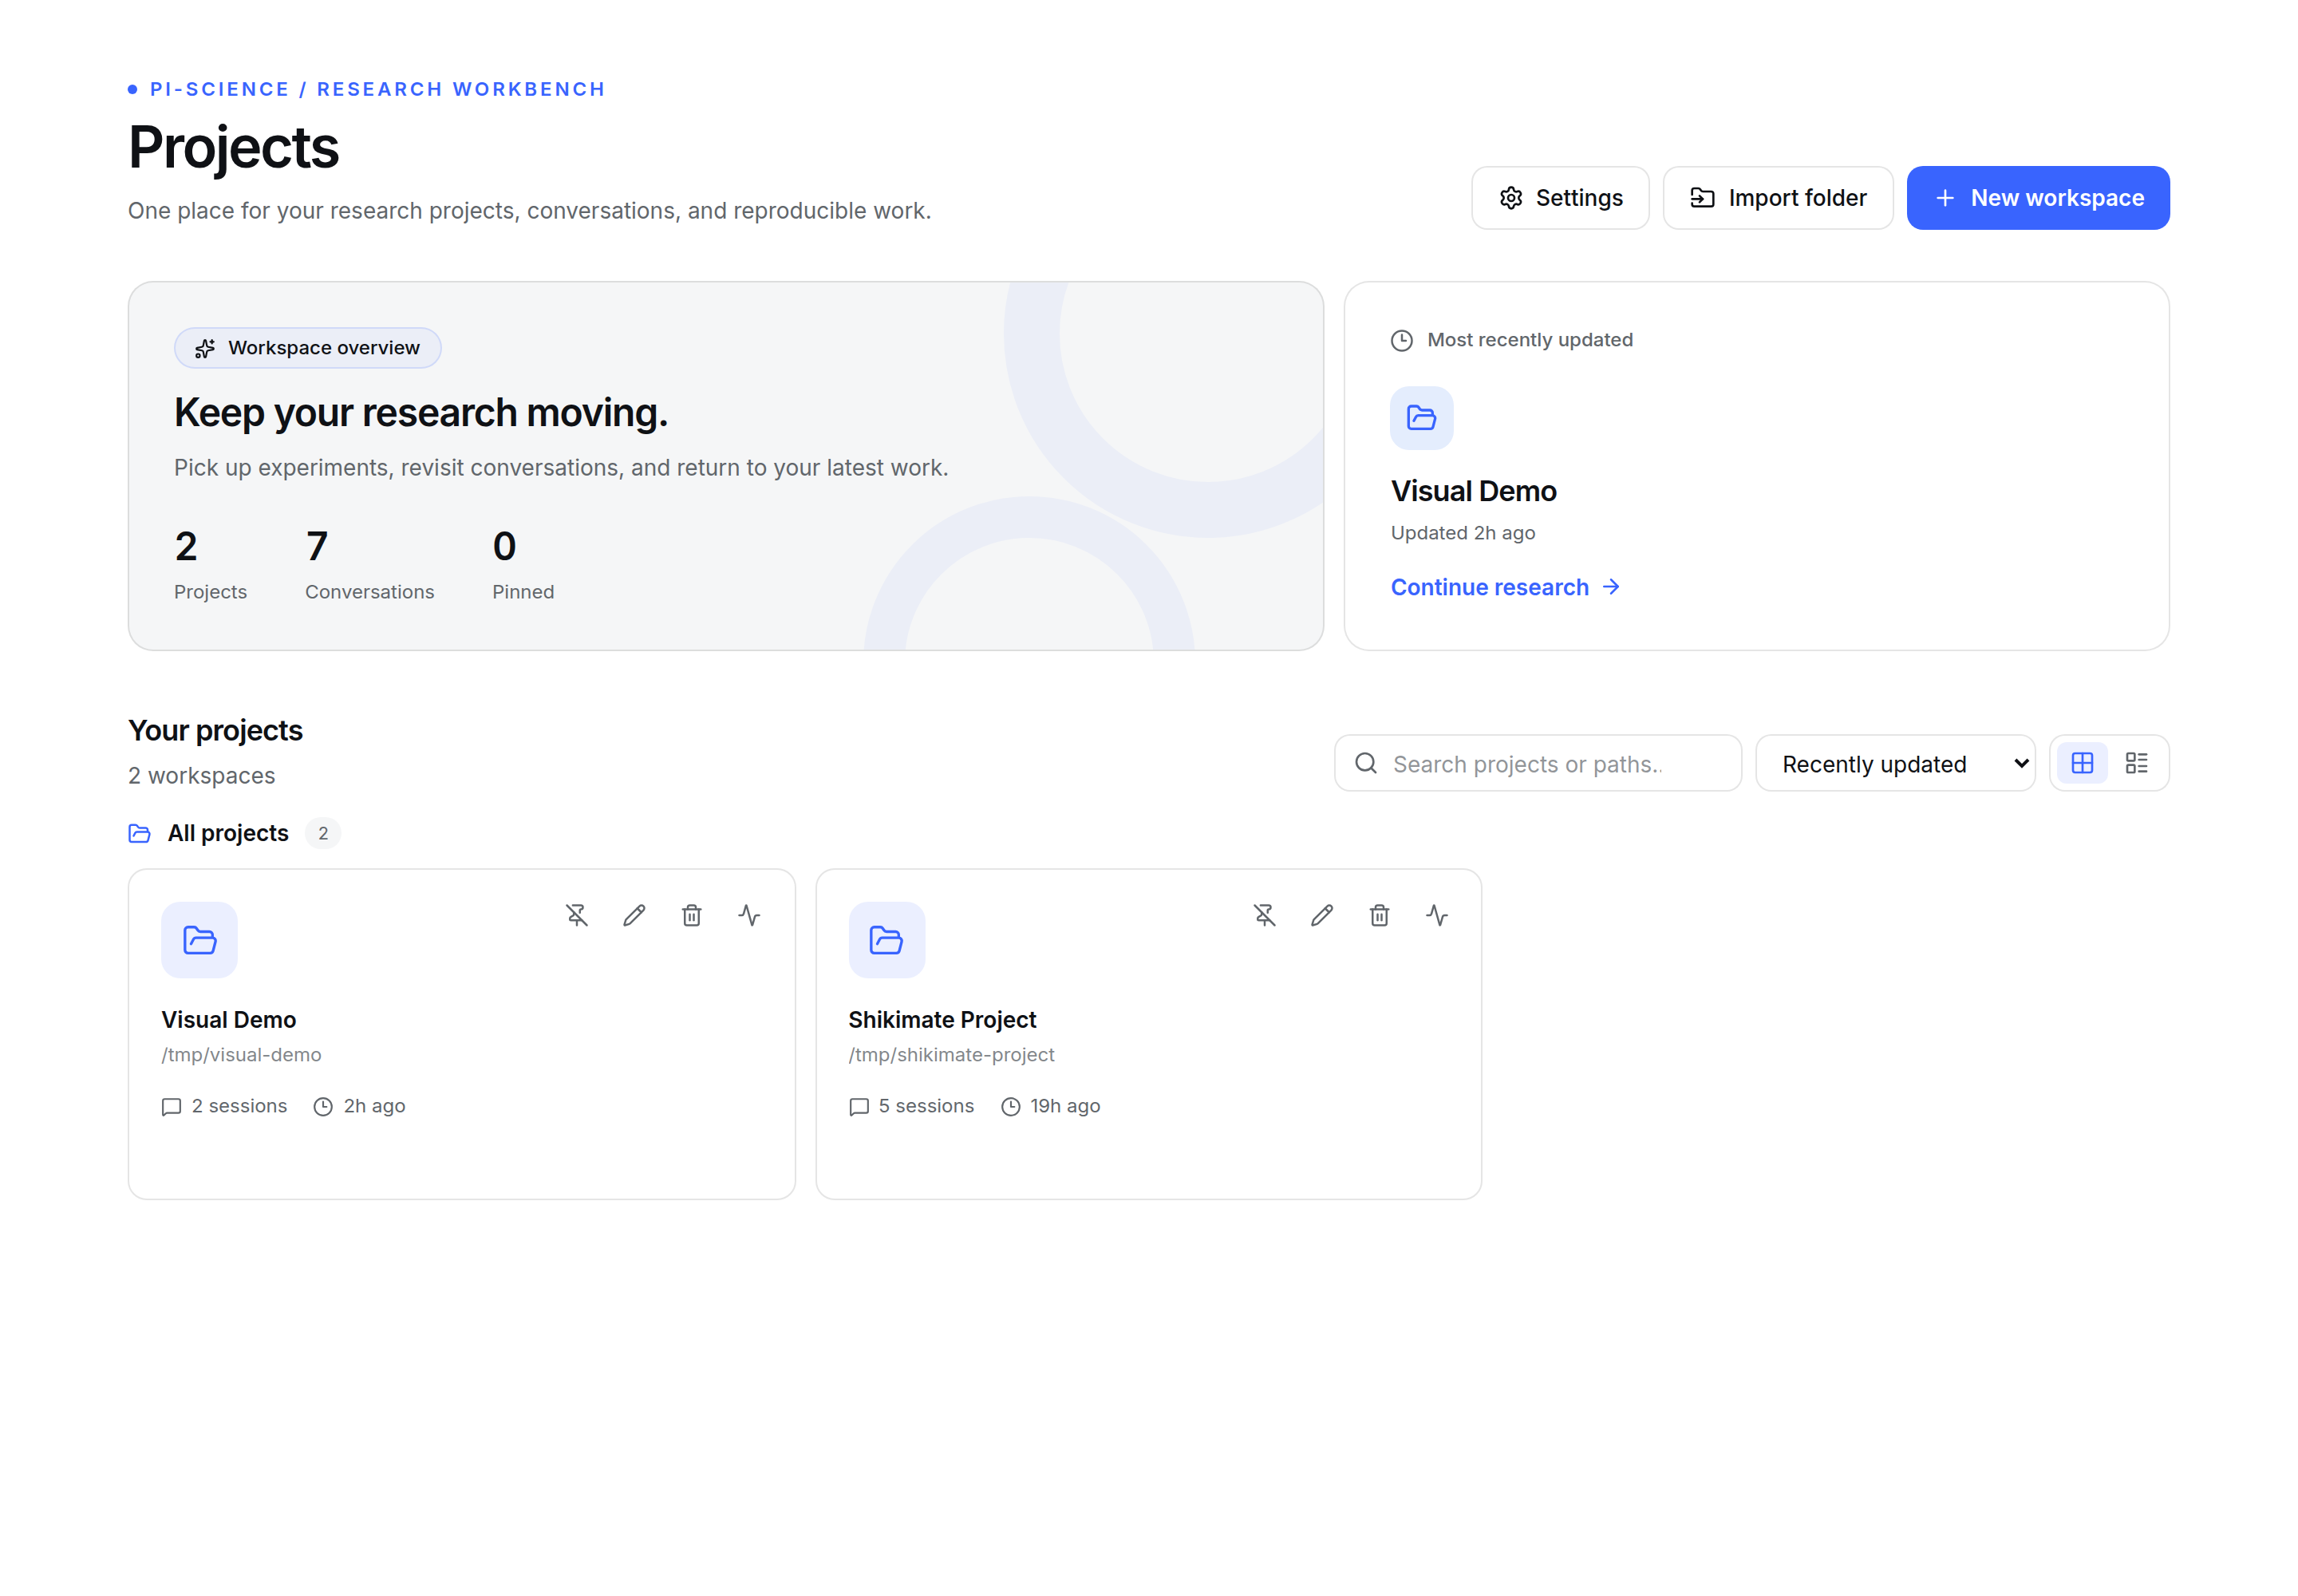 PI-SCIENCE / RESEARCH WORKBENCH
Projects
One place for your research projects, conversations, and reproducible work.
Settings
Import folder
New workspace
Workspace overview
Keep your research moving.
Pick up experiments, revisit conversations, and return to your latest work.
2
Projects
7
Conversations
0
Pinned
Most recently updated
Visual Demo
Updated 2h ago
Continue research
Your projects
2 workspaces
Search projects or paths..
Recently updated
All projects 2
Visual Demo
/tmp/visual-demo
2 sessions 2h ago
Shikimate Project
/tmp/shikimate-project
5 sessions 19h ago